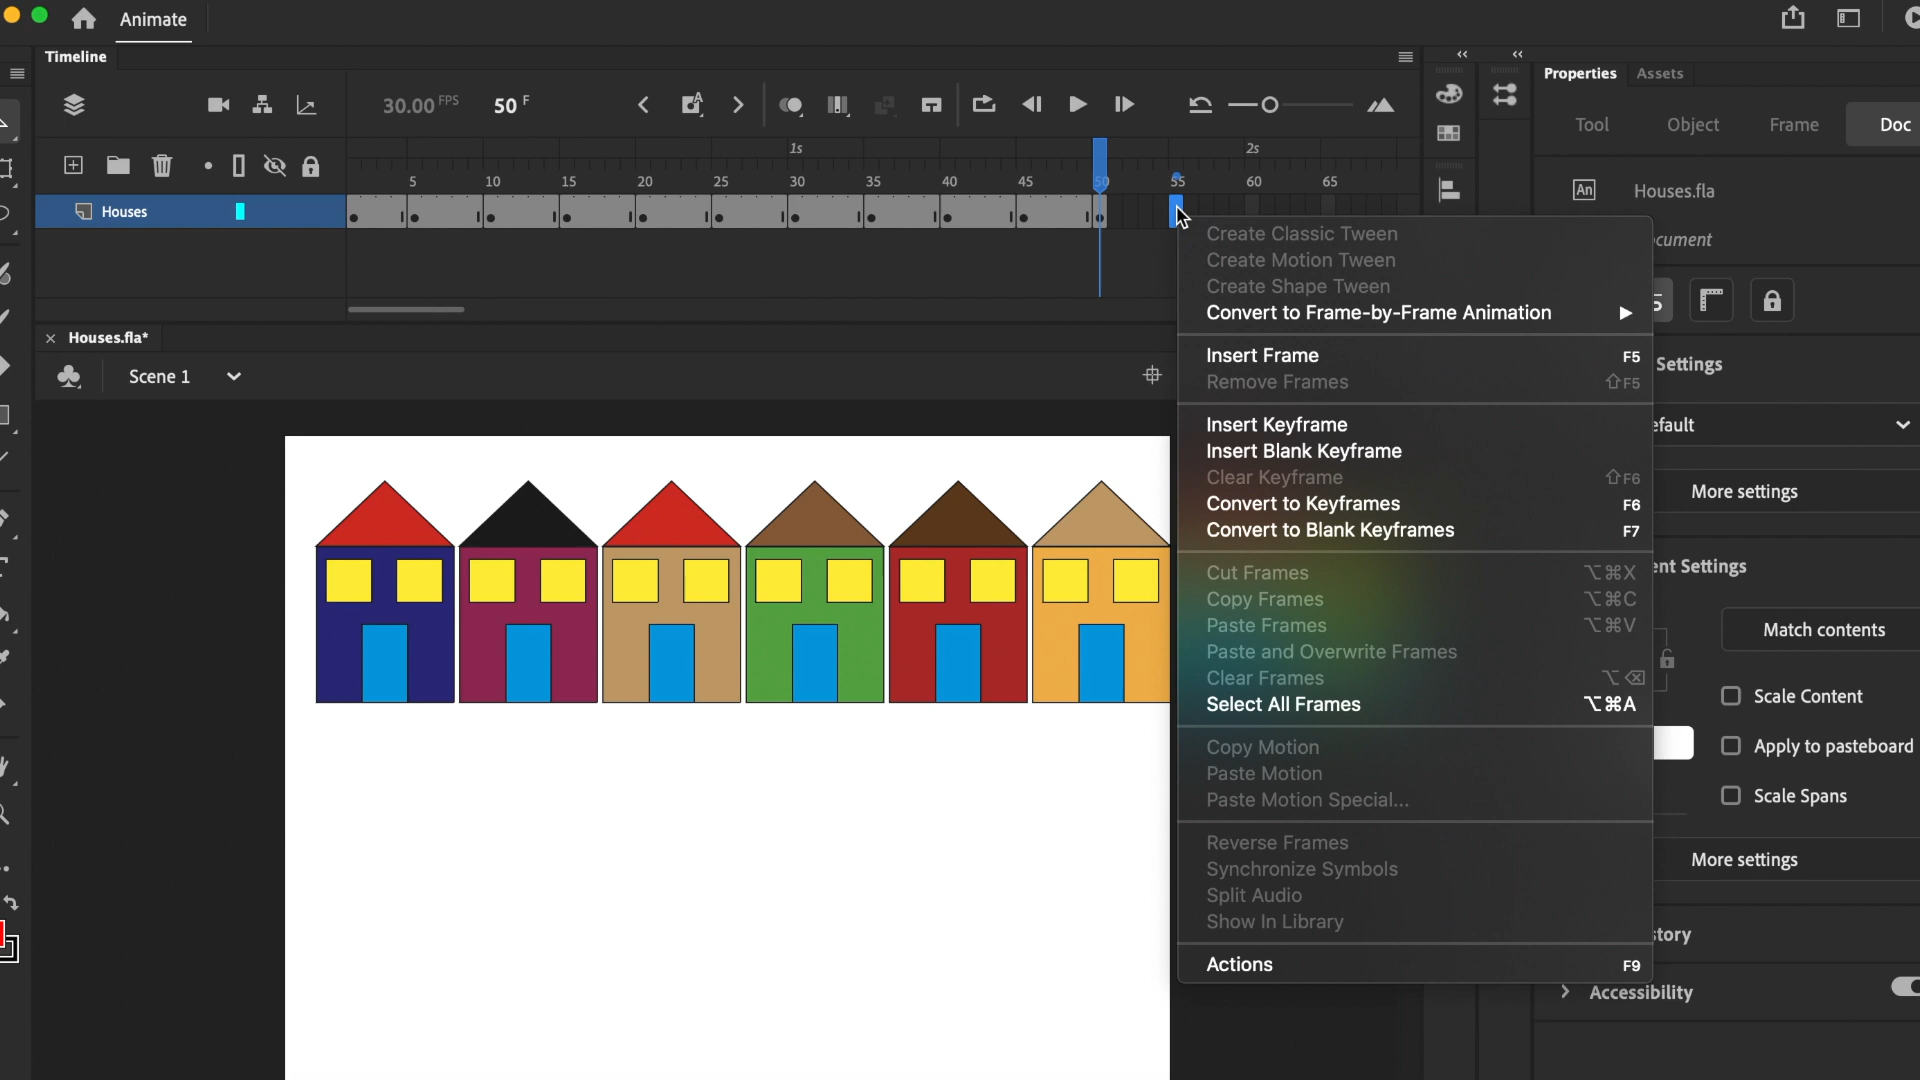 Animate
Timeline
30.00 FPS 50 F
1s 2s
5 10 15 20 25 30 35 40 45 50 55 60 65
Houses
Houses.fla*
Scene 1
Create Classic Tween
Create Motion Tween
Create Shape Tween
Convert to Frame-by-Frame Animation
Insert Frame F5
Remove Frames ⇧F5
Insert Keyframe
Insert Blank Keyframe
Clear Keyframe ⇧F6
Convert to Keyframes F6
Convert to Blank Keyframes F7
Cut Frames ⌥⌘X
Copy Frames ⌥⌘C
Paste Frames ⌥⌘V
Paste and Overwrite Frames
Clear Frames ⌥⌫
Select All Frames ⌥⌘A
Copy Motion
Paste Motion
Paste Motion Special...
Reverse Frames
Synchronize Symbols
Split Audio
Show In Library
Actions F9
Properties Assets
Tool Object Frame Doc
An Houses.fla
cument
Settings
efault
More settings
ent Settings
Match contents
Scale Content
Apply to pasteboard
Scale Spans
More settings
story
Accessibility